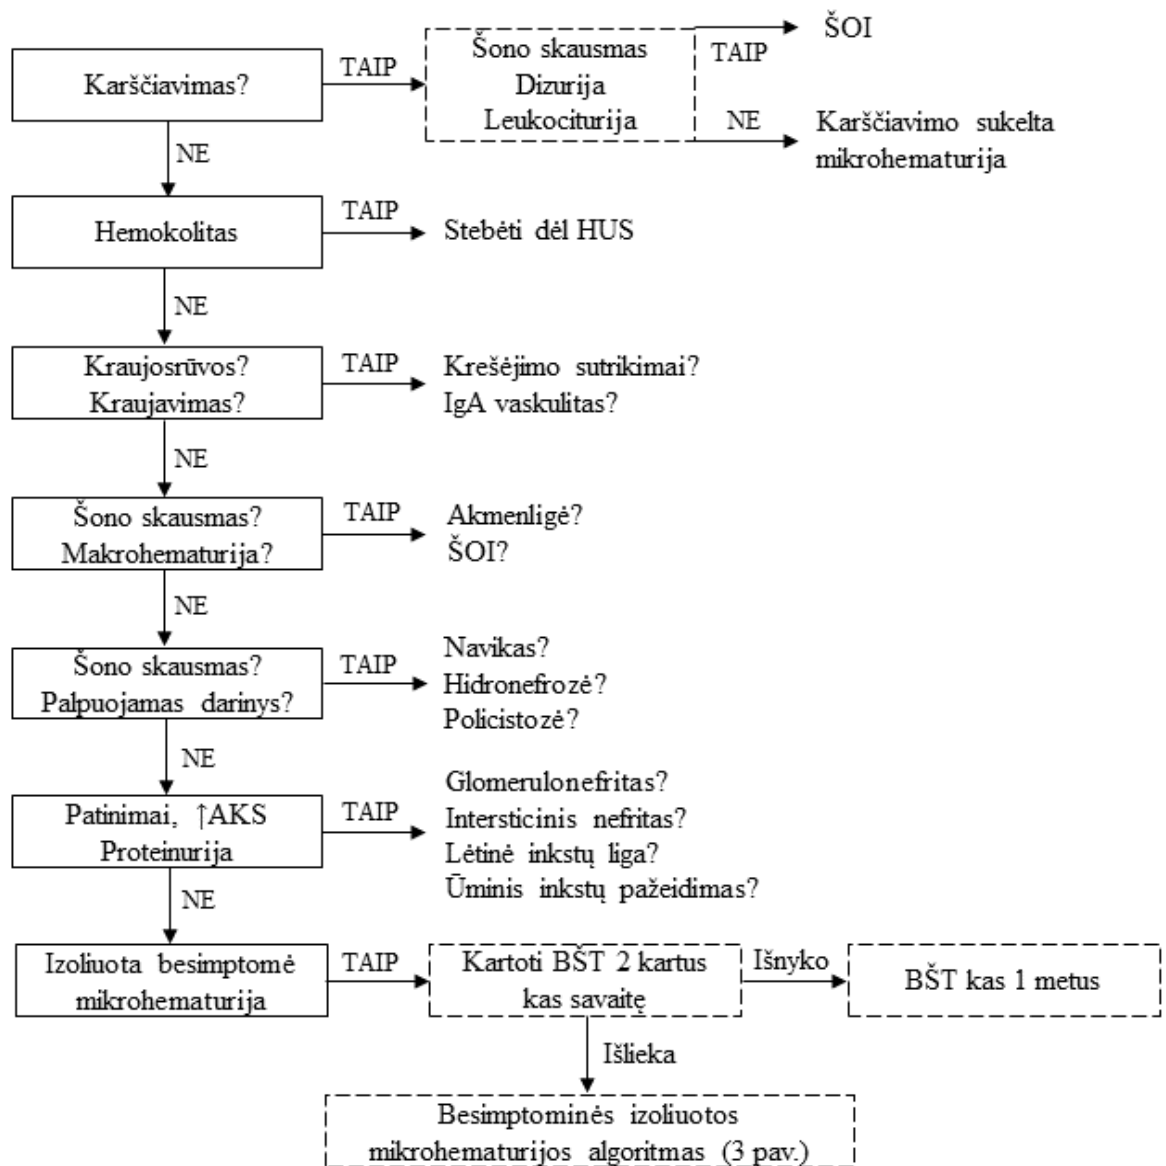 Karščiavimas?
TAIP
Šono skausmas
Dizurija
Leukociturija
TAIP
ŠOI
NE
Karščiavimo sukelta
mikrohematurija
NE
Hemokolitas
TAIP
Stebėti dėl HUS
NE
Kraujosrūvos?
Kraujavimas?
TAIP
Krešėjimo sutrikimai?
IgA vaskulitas?
NE
Šono skausmas?
Makrohematurija?
TAIP
Akmenligė?
ŠOI?
NE
Šono skausmas?
Palpuojamas darinys?
TAIP
Navikas?
Hidronefrozė?
Policistozė?
NE
Patinimai, ↑AKS
Proteinurija
TAIP
Glomerulonefritas?
Intersticinis nefritas?
Lėtinė inkstų liga?
Ūminis inkstų pažeidimas?
NE
Izoliuota besimptomė
mikrohematurija
TAIP
Kartoti BŠT 2 kartus
kas savaitę
Išnyko
BŠT kas 1 metus
Išlieka
Besimptominės izoliuotos
mikrohematurijos algoritmas (3 pav.)